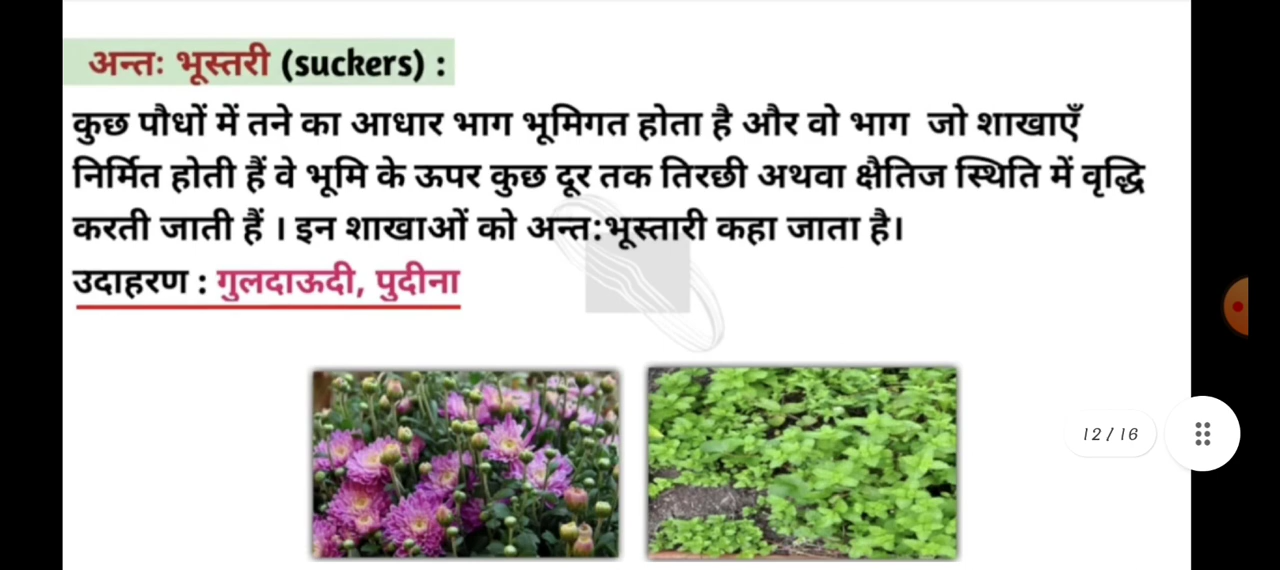 अन्तः भूस्तरी (suckers) :
कुछ पौधों में तने का आधार भाग भूमिगत होता है और वो भाग जो शाखाएँ
निर्मित होती हैं वे भूमि के ऊपर कुछ दूर तक तिरछी अथवा क्षैतिज स्थिति में वृद्धि
करती जाती हैं । इन शाखाओं को अन्त:भूस्तारी कहा जाता है।
उदाहरण : गुलदाऊदी, पुदीना
12 / 16